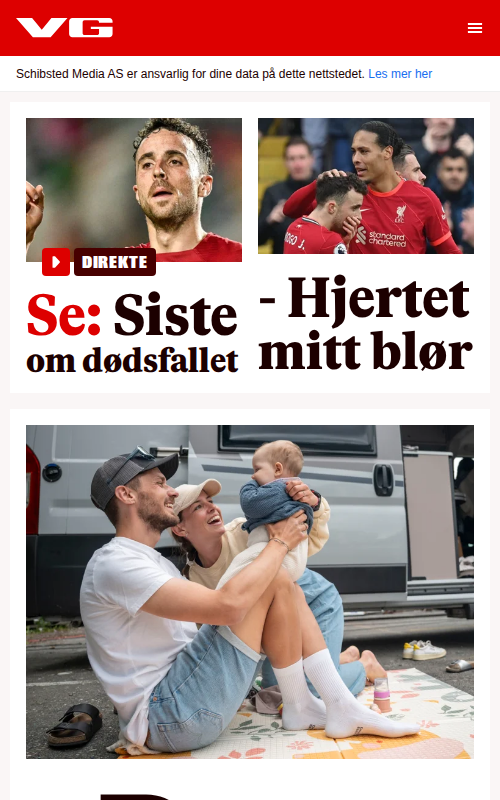 VG
Schibsted Media AS er ansvarlig for dine data på dette nettstedet. Les mer her
DIREKTE
Se: Siste
om dødsfallet
standard
chartered
- Hjertet
mitt blør